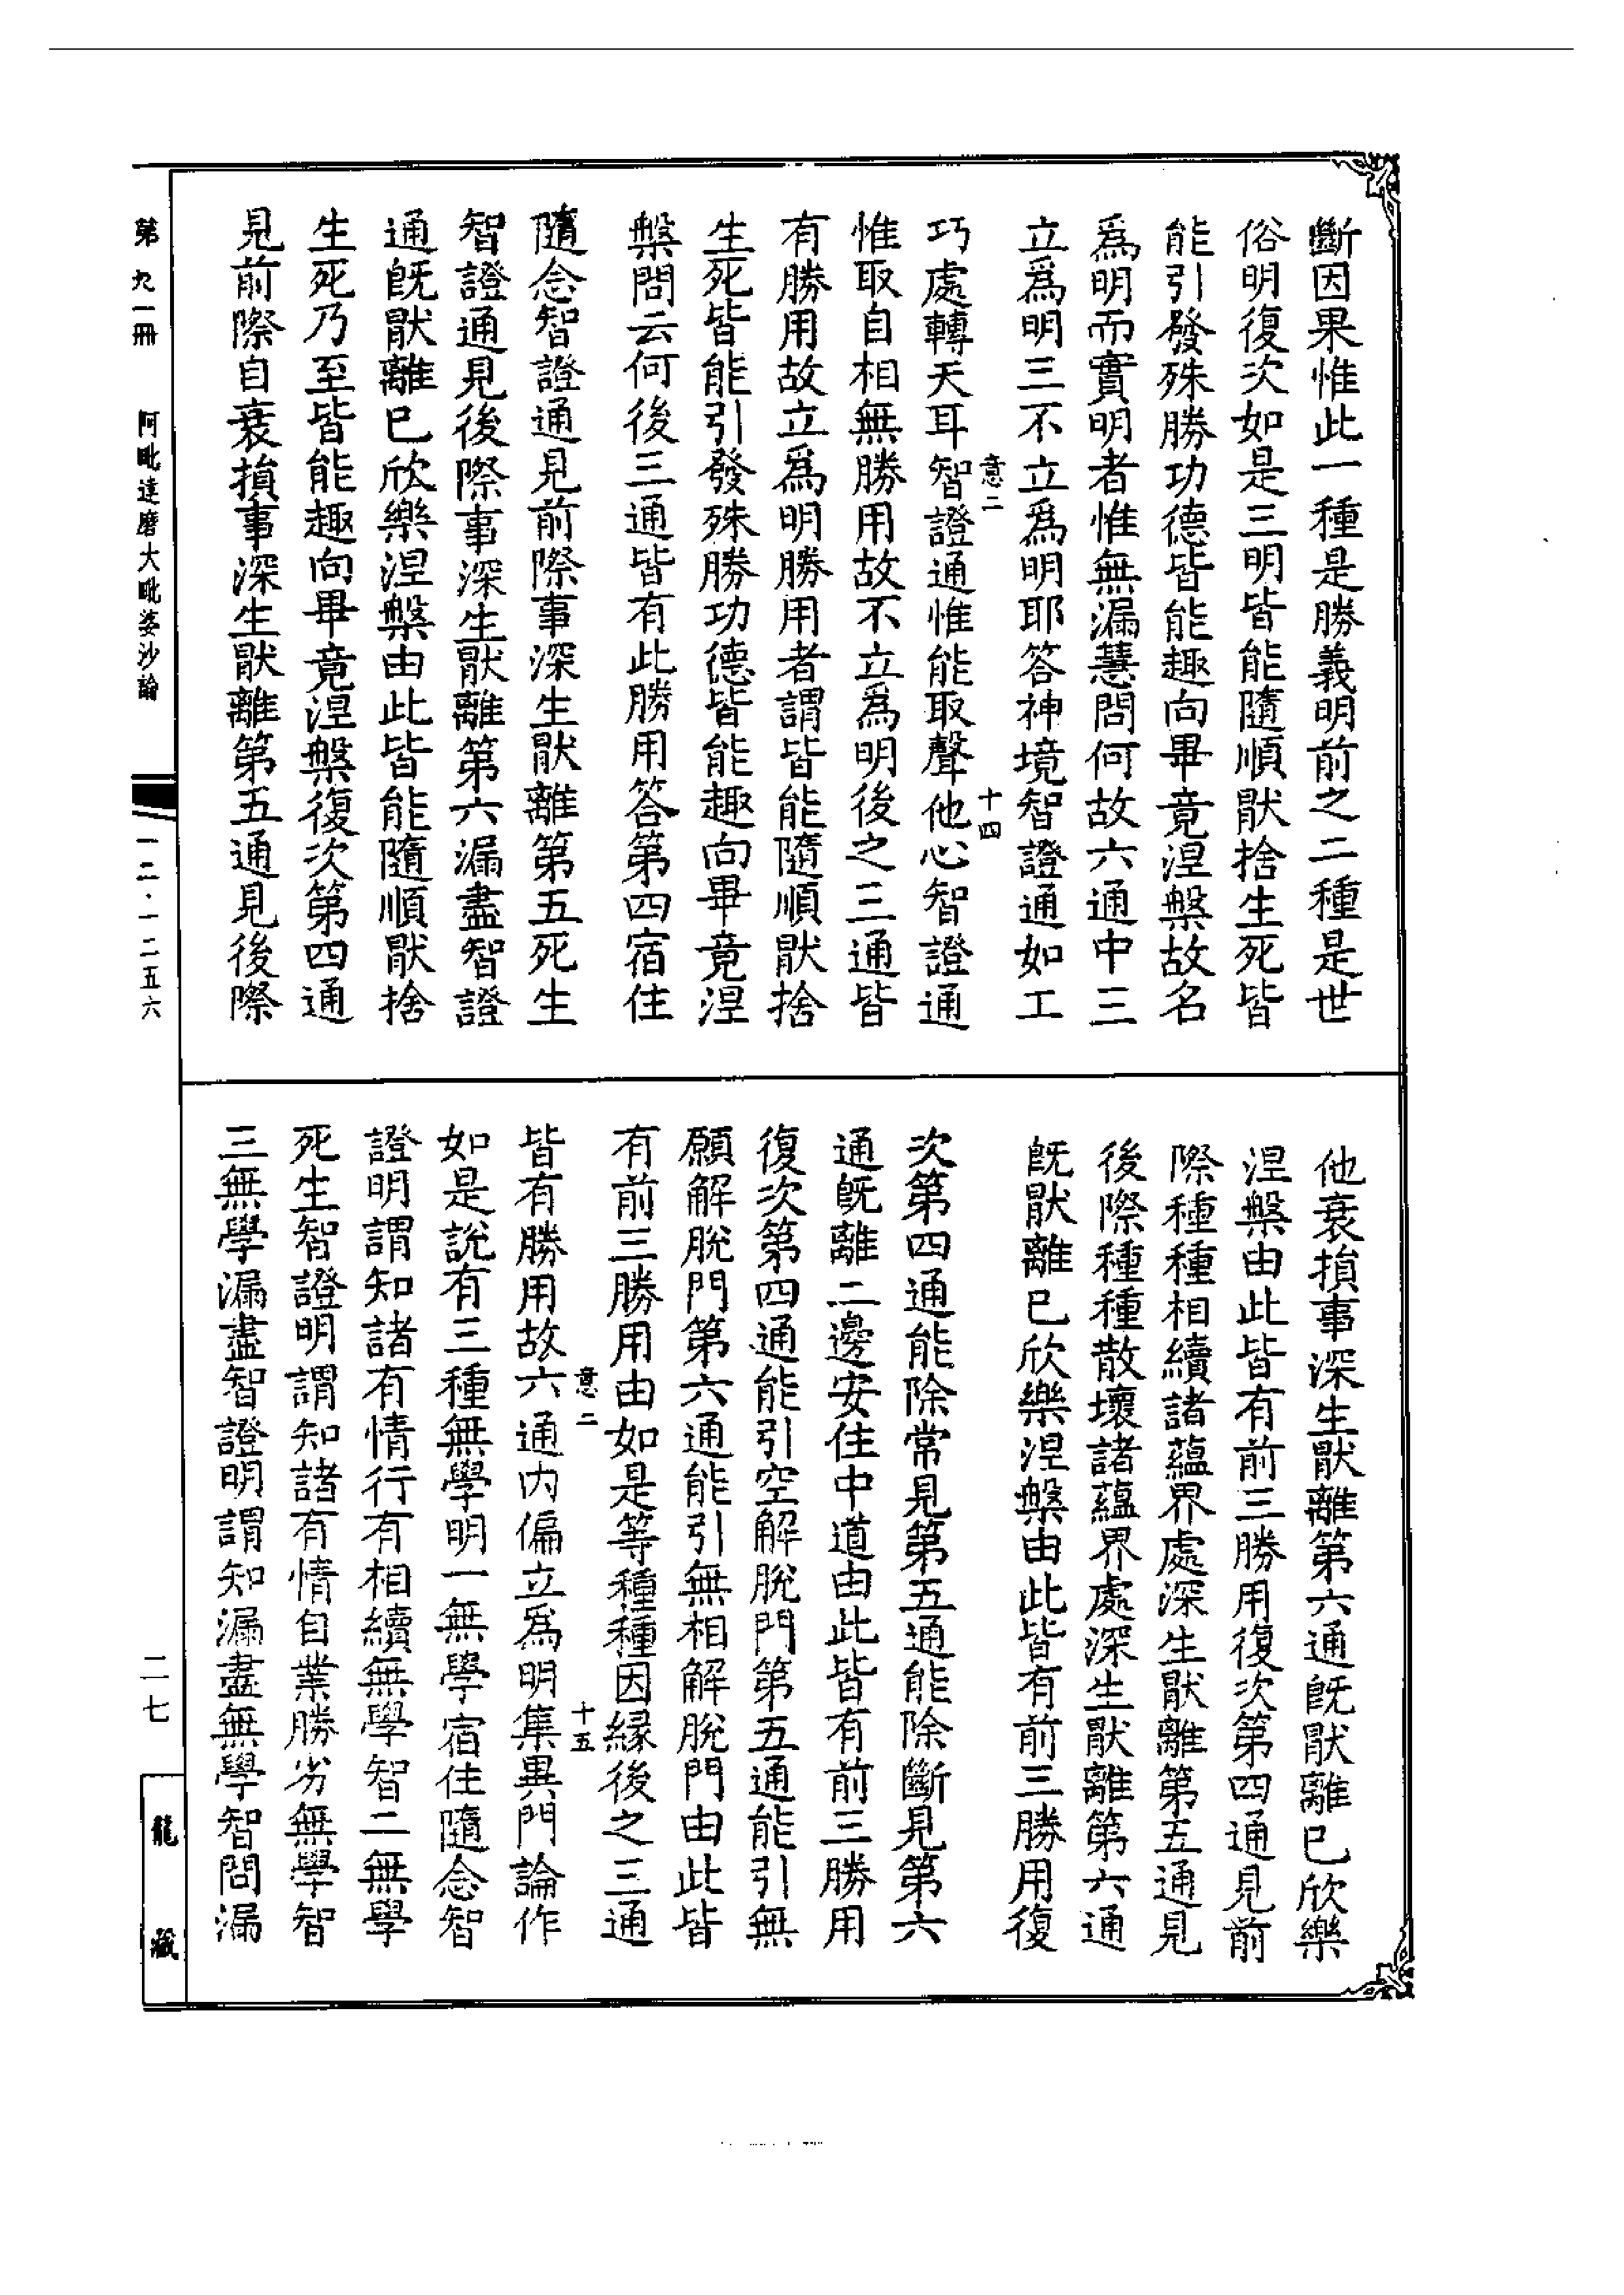 斷因果惟此一種是勝義明前之二種是世
俗明復次如是三明皆能隨順厭捨生死皆
能引發殊勝功德皆能趣向畢竟涅槃故名
爲明而實明者惟無漏慧問何故六通中三
立爲明三不立爲明耶答神境智證通如工
意二
十四
巧處轉天耳智證通惟能取聲他心智證通
惟取自相無勝用故不立爲明後之三通皆
有勝用故立爲明勝用者謂皆能隨順厭捨
生死皆能引發殊勝功德皆能趣向畢竟涅
槃問云何後三通皆有此勝用答第四宿住
隨念智證通見前際事深生厭離第五死生
智證通見後際事深生厭離第六漏盡智證
通旣厭離已欣樂涅槃由此皆能隨順厭捨
生死乃至皆能趣向畢竟涅槃復次第四通
見前際自衰損事深生厭離第五通見後際
他衰損事深生厭離第六通旣厭離已欣樂
涅槃由此皆有前三勝用復次第四通見前
際種種相續諸蘊界處深生厭離第五通見
後際種種散壞諸蘊界處深生厭離第六通
旣厭離已欣樂涅槃由此皆有前三勝用復
次第四通能除常見第五通能除斷見第六
通旣離二邊安住中道由此皆有前三勝用
復次第四通能引空解脫門第五通能引無
願解脫門第六通能引無相解脫門由此皆
有前三勝用由如是等種種因緣後之三通
意二
十五
皆有勝用故六通內偏立爲明集異門論作
如是說有三種無學明一無學宿住隨念智
證明謂知諸有情行有相續無學智二無學
死生智證明謂知諸有情自業勝劣無學智
三無學漏盡智證明謂知漏盡無學智問漏
第九一冊
阿毗達磨大毗婆沙論
一二·一二五六
二七
龍藏